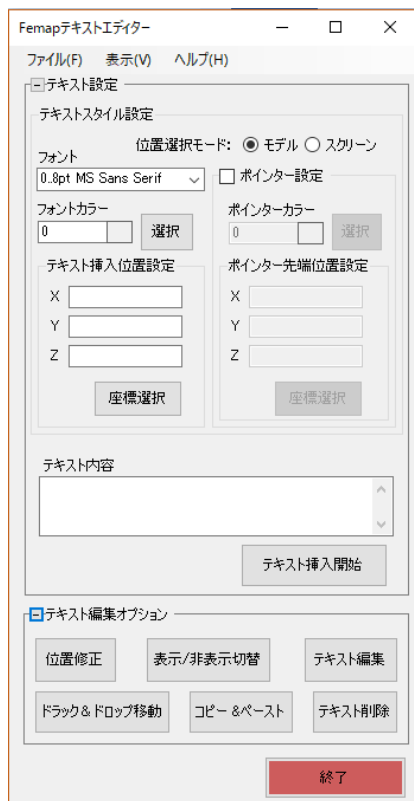 Femapテキストエディター
ファイル(F) 表示(V) ヘルプ(H)
テキスト設定
テキストスタイル設定
位置選択モード: モデル スクリーン
フォント
0..8pt MS Sans Serif
ポインター設定
フォントカラー
0 選択
ポインターカラー
0 選択
テキスト挿入位置設定
X
Y
Z
座標選択
ポインター先端位置設定
X
Y
Z
座標選択
テキスト内容
テキスト挿入開始
テキスト編集オプション
位置修正 表示/非表示切替 テキスト編集
ドラック&ドロップ移動 コピー&ペースト テキスト削除
終了